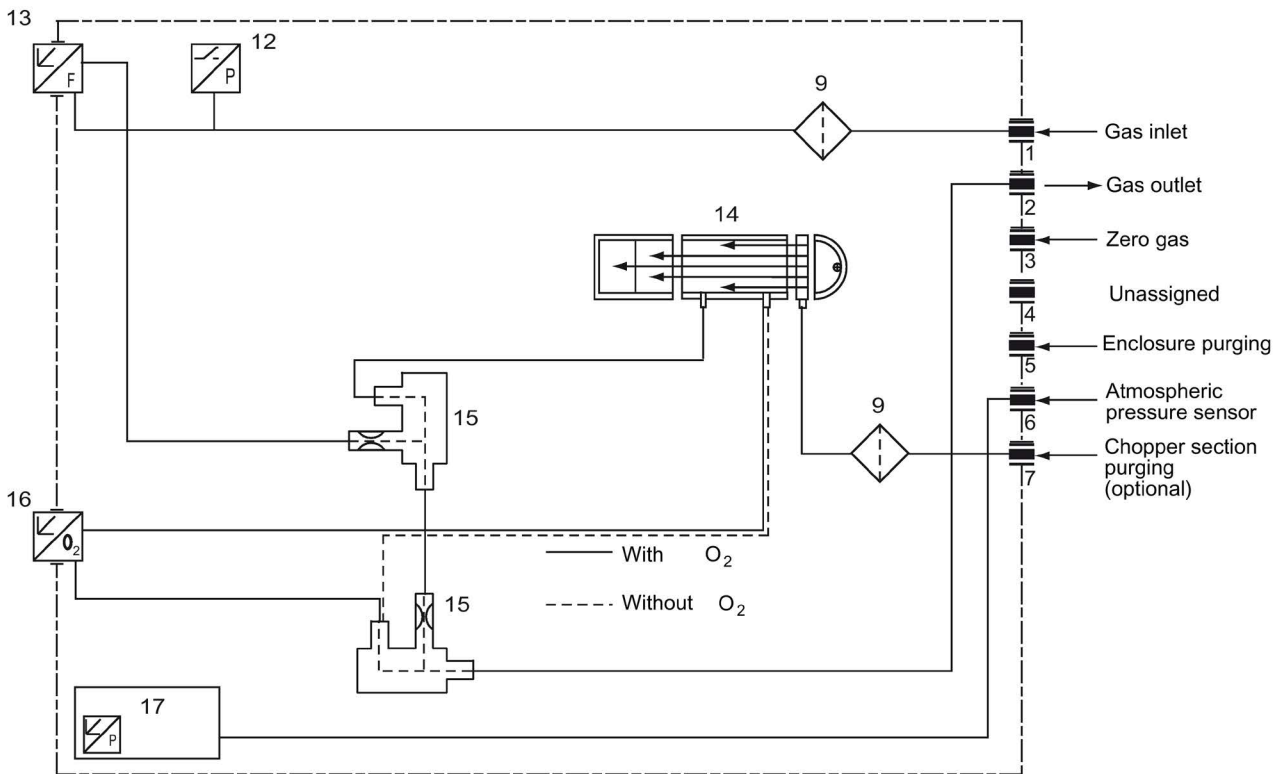 13
F
12
P
9
Gas inlet
1
Gas outlet
2
14
Zero gas
3
Unassigned
4
Enclosure purging
5
Atmospheric
pressure sensor
6
15
9
Chopper section
purging
(optional)
7
16
O2
With O2
Without O2
15
17
P